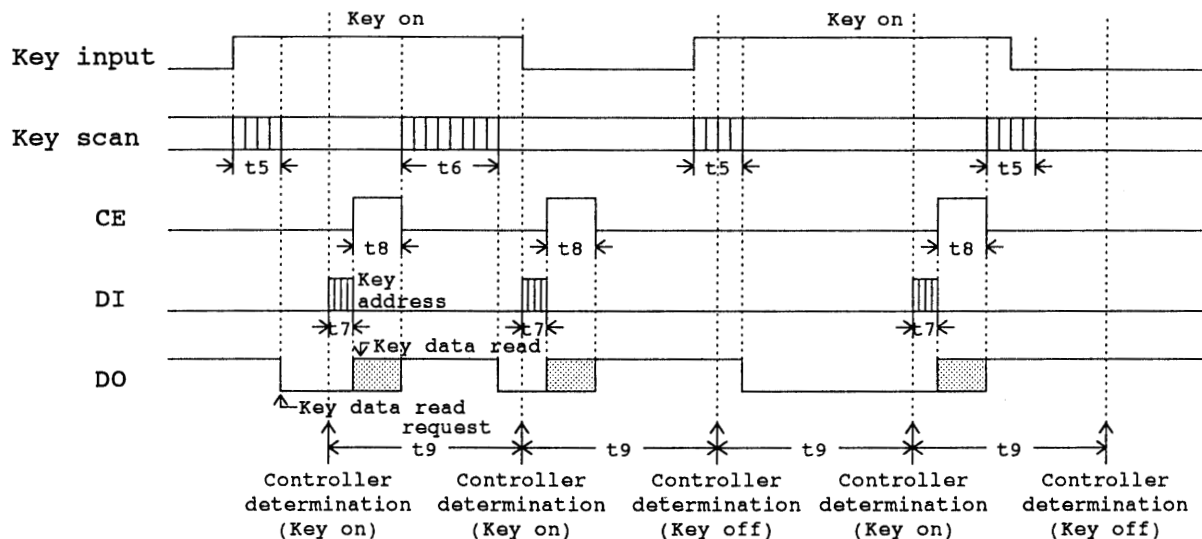 Key on
Key on
Key input
Key scan
t5
t6
t5
t5
CE
t8
t8
t8
DI
Key
address
t7
t7
t7
Key data read
DO
Key data read
request
t9
t9
t9
t9
Controller
determination
(Key on)
Controller
determination
(Key on)
Controller
determination
(Key off)
Controller
determination
(Key on)
Controller
determination
(Key off)